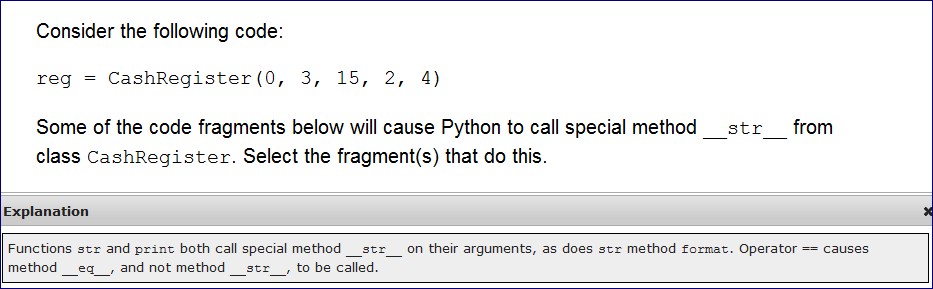 Consider the following code:
reg = CashRegister(0, 3, 15, 2, 4)
Some of the code fragments below will cause Python to call special method __str__ from
class CashRegister. Select the fragment(s) that do this.
Explanation
Functions str and print both call special method __str__ on their arguments, as does str method format. Operator == causes
method __eq__, and not method __str__, to be called.